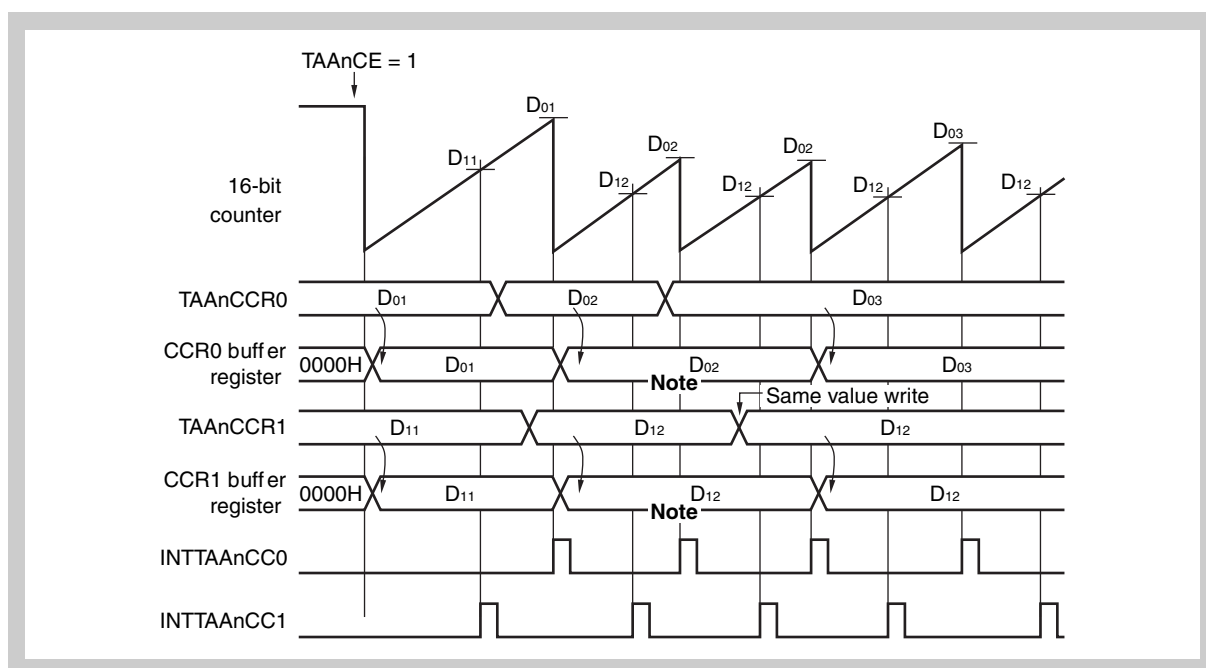 TAAnCE = 1
D01
D11
D02
D02
D03
D12
D12
D12
D12
16-bit
counter
TAAnCCR0
D01
D02
D03
CCR0 buffer
register
0000H
D01
D02
D03
Note
Same value write
TAAnCCR1
D11
D12
D12
CCR1 buffer
register
0000H
D11
D12
D12
Note
INTTAAnCC0
INTTAAnCC1